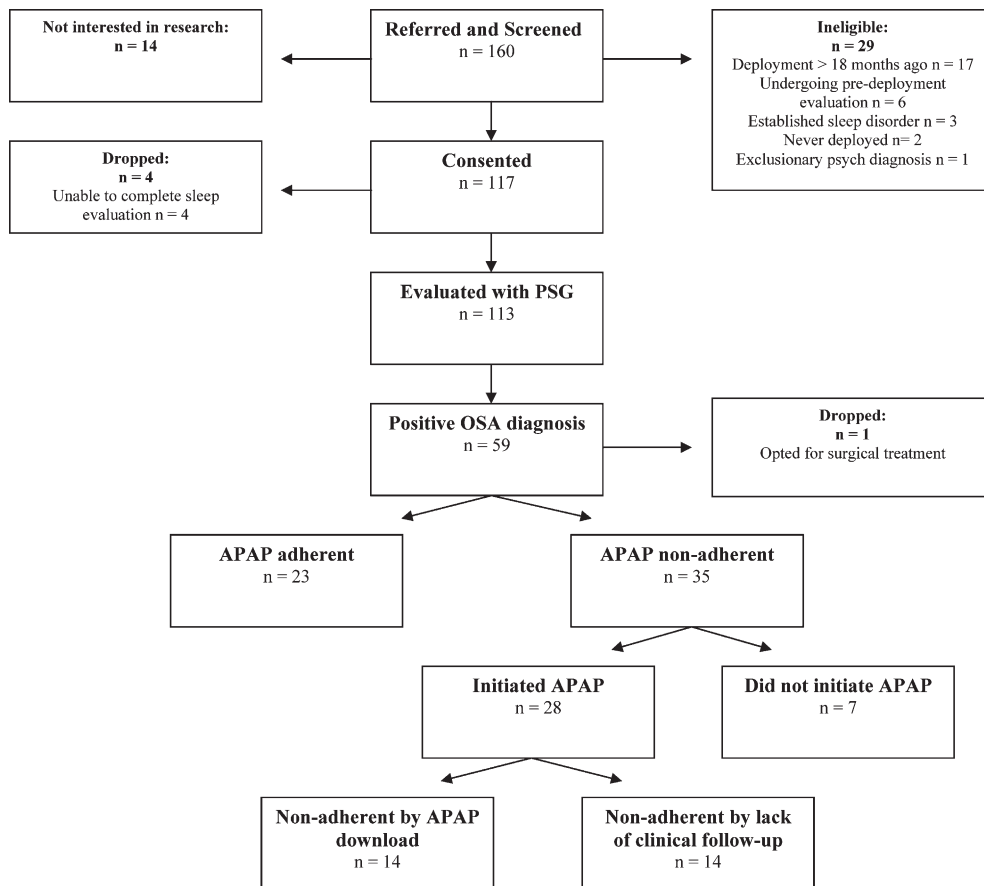 Not interested in research:
n = 14
Referred and Screened
n = 160
Ineligible:
n = 29
Deployment > 18 months ago n = 17
Undergoing pre-deployment
evaluation n = 6
Established sleep disorder n = 3
Never deployed n= 2
Exclusionary psych diagnosis n = 1
Dropped:
n = 4
Unable to complete sleep
evaluation n = 4
Consented
n = 117
Evaluated with PSG
n = 113
Positive OSA diagnosis
n = 59
Dropped:
n = 1
Opted for surgical treatment
APAP adherent
n = 23
APAP non-adherent
n = 35
Initiated APAP
n = 28
Did not initiate APAP
n = 7
Non-adherent by APAP
download
n = 14
Non-adherent by lack
of clinical follow-up
n = 14